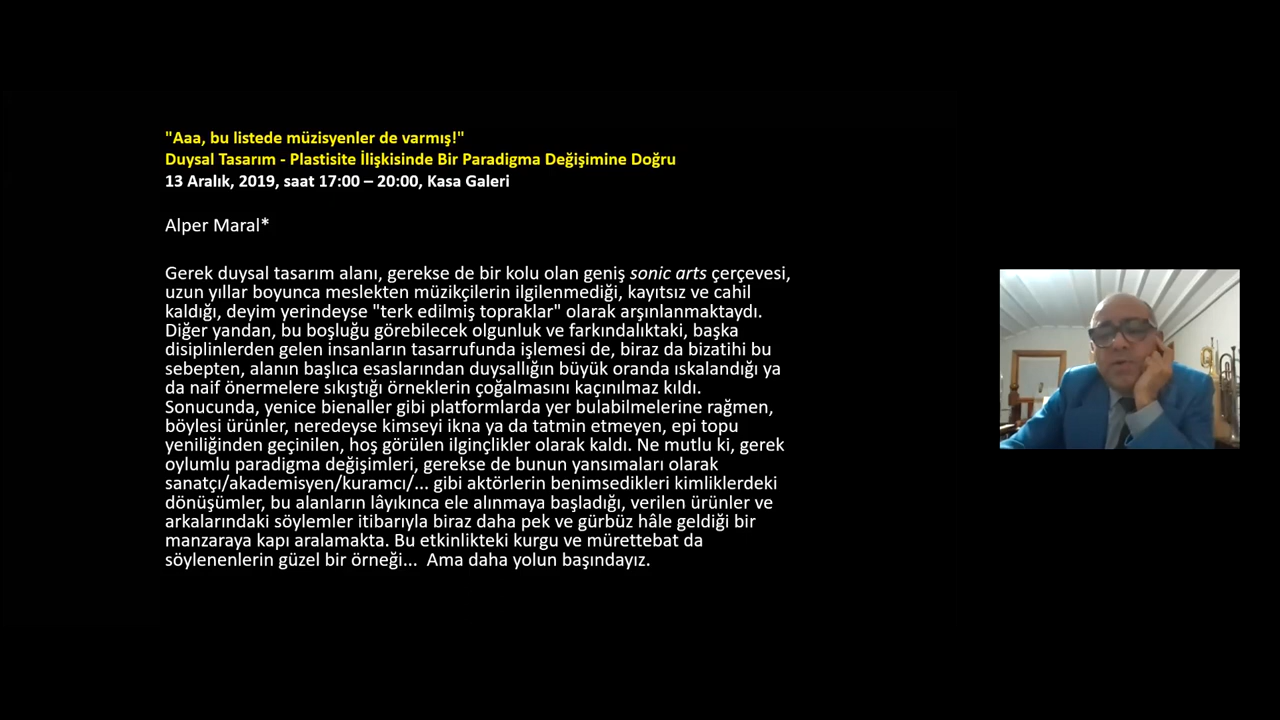 "Aaa, bu listede müzisyenler de varmış!"
Duysal Tasarım - Plastisite İlişkisinde Bir Paradigma Değişimine Doğru
13 Aralık, 2019, saat 17:00 – 20:00, Kasa Galeri
Alper Maral*
Gerek duysal tasarım alanı, gerekse de bir kolu olan geniş sonic arts çerçevesi,
uzun yıllar boyunca meslekten müzikçilerin ilgilenmediği, kayıtsız ve cahil
kaldığı, deyim yerindeyse "terk edilmiş topraklar" olarak arşınlanmaktaydı.
Diğer yandan, bu boşluğu görebilecek olgunluk ve farkındalıktaki, başka
disiplinlerden gelen insanların tasarrufunda işlemesi de, biraz da bizatihi bu
sebepten, alanın başlıca esaslarından duysallığın büyük oranda ıskalandığı ya
da naif önermelere sıkıştığı örneklerin çoğalmasını kaçınılmaz kıldı.
Sonucunda, yenice bienaller gibi platformlarda yer bulabilmelerine rağmen,
böylesi ürünler, neredeyse kimseyi ikna ya da tatmin etmeyen, epi topu
yeniliğinden geçinilen, hoş görülen ilginçlikler olarak kaldı. Ne mutlu ki, gerek
oylumlu paradigma değişimleri, gerekse de bunun yansımaları olarak
sanatçı/akademisyen/kuramcı/... gibi aktörlerin benimsedikleri kimliklerdeki
dönüşümler, bu alanların lâyıkınca ele alınmaya başladığı, verilen ürünler ve
arkalarındaki söylemler itibarıyla biraz daha pek ve gürbüz hâle geldiği bir
manzaraya kapı aralamakta. Bu etkinlikteki kurgu ve mürettebat da
söylenenlerin güzel bir örneği... Ama daha yolun başındayız.